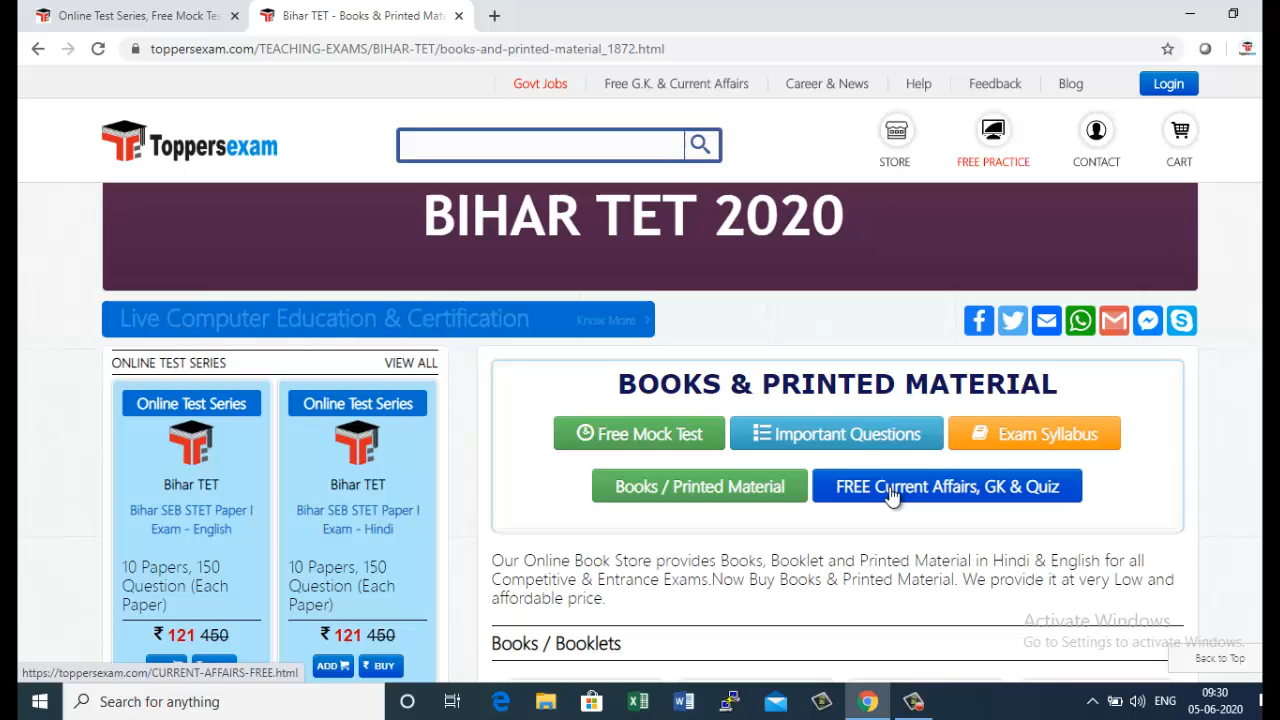 Online Test Series, Free Mock Tes
Bihar TET - Books & Printed Mate
toppersexam.com/TEACHING-EXAMS/BIHAR-TET/books-and-printed-material_1872.html
Govt Jobs
Free G.K. & Current Affairs
Career & News
Help
Feedback
Blog
Login
Toppersexam
STORE
FREE PRACTICE
CONTACT
CART
BIHAR TET 2020
Live Computer Education & Certification
Know More
ONLINE TEST SERIES
VIEW ALL
Online Test Series
Bihar TET
Bihar SEB STET Paper I
Exam - English
10 Papers, 150
Question (Each
Paper)
₹ 121 450
Online Test Series
Bihar TET
Bihar SEB STET Paper I
Exam - Hindi
10 Papers, 150
Question (Each
Paper)
₹ 121 450
ADD
₹ BUY
BOOKS & PRINTED MATERIAL
Free Mock Test
Important Questions
Exam Syllabus
Books / Printed Material
FREE Current Affairs, GK & Quiz
Our Online Book Store provides Books, Booklet and Printed Material in Hindi & English for all
Competitive & Entrance Exams.Now Buy Books & Printed Material. We provide it at very Low and
affordable price.
Books / Booklets
Activate Windows
Go to Settings to activate Windows.
Back to Top
https://toppersexam.com/CURRENT-AFFAIRS-FREE.html
Search for anything
ENG
09:30
05-06-2020